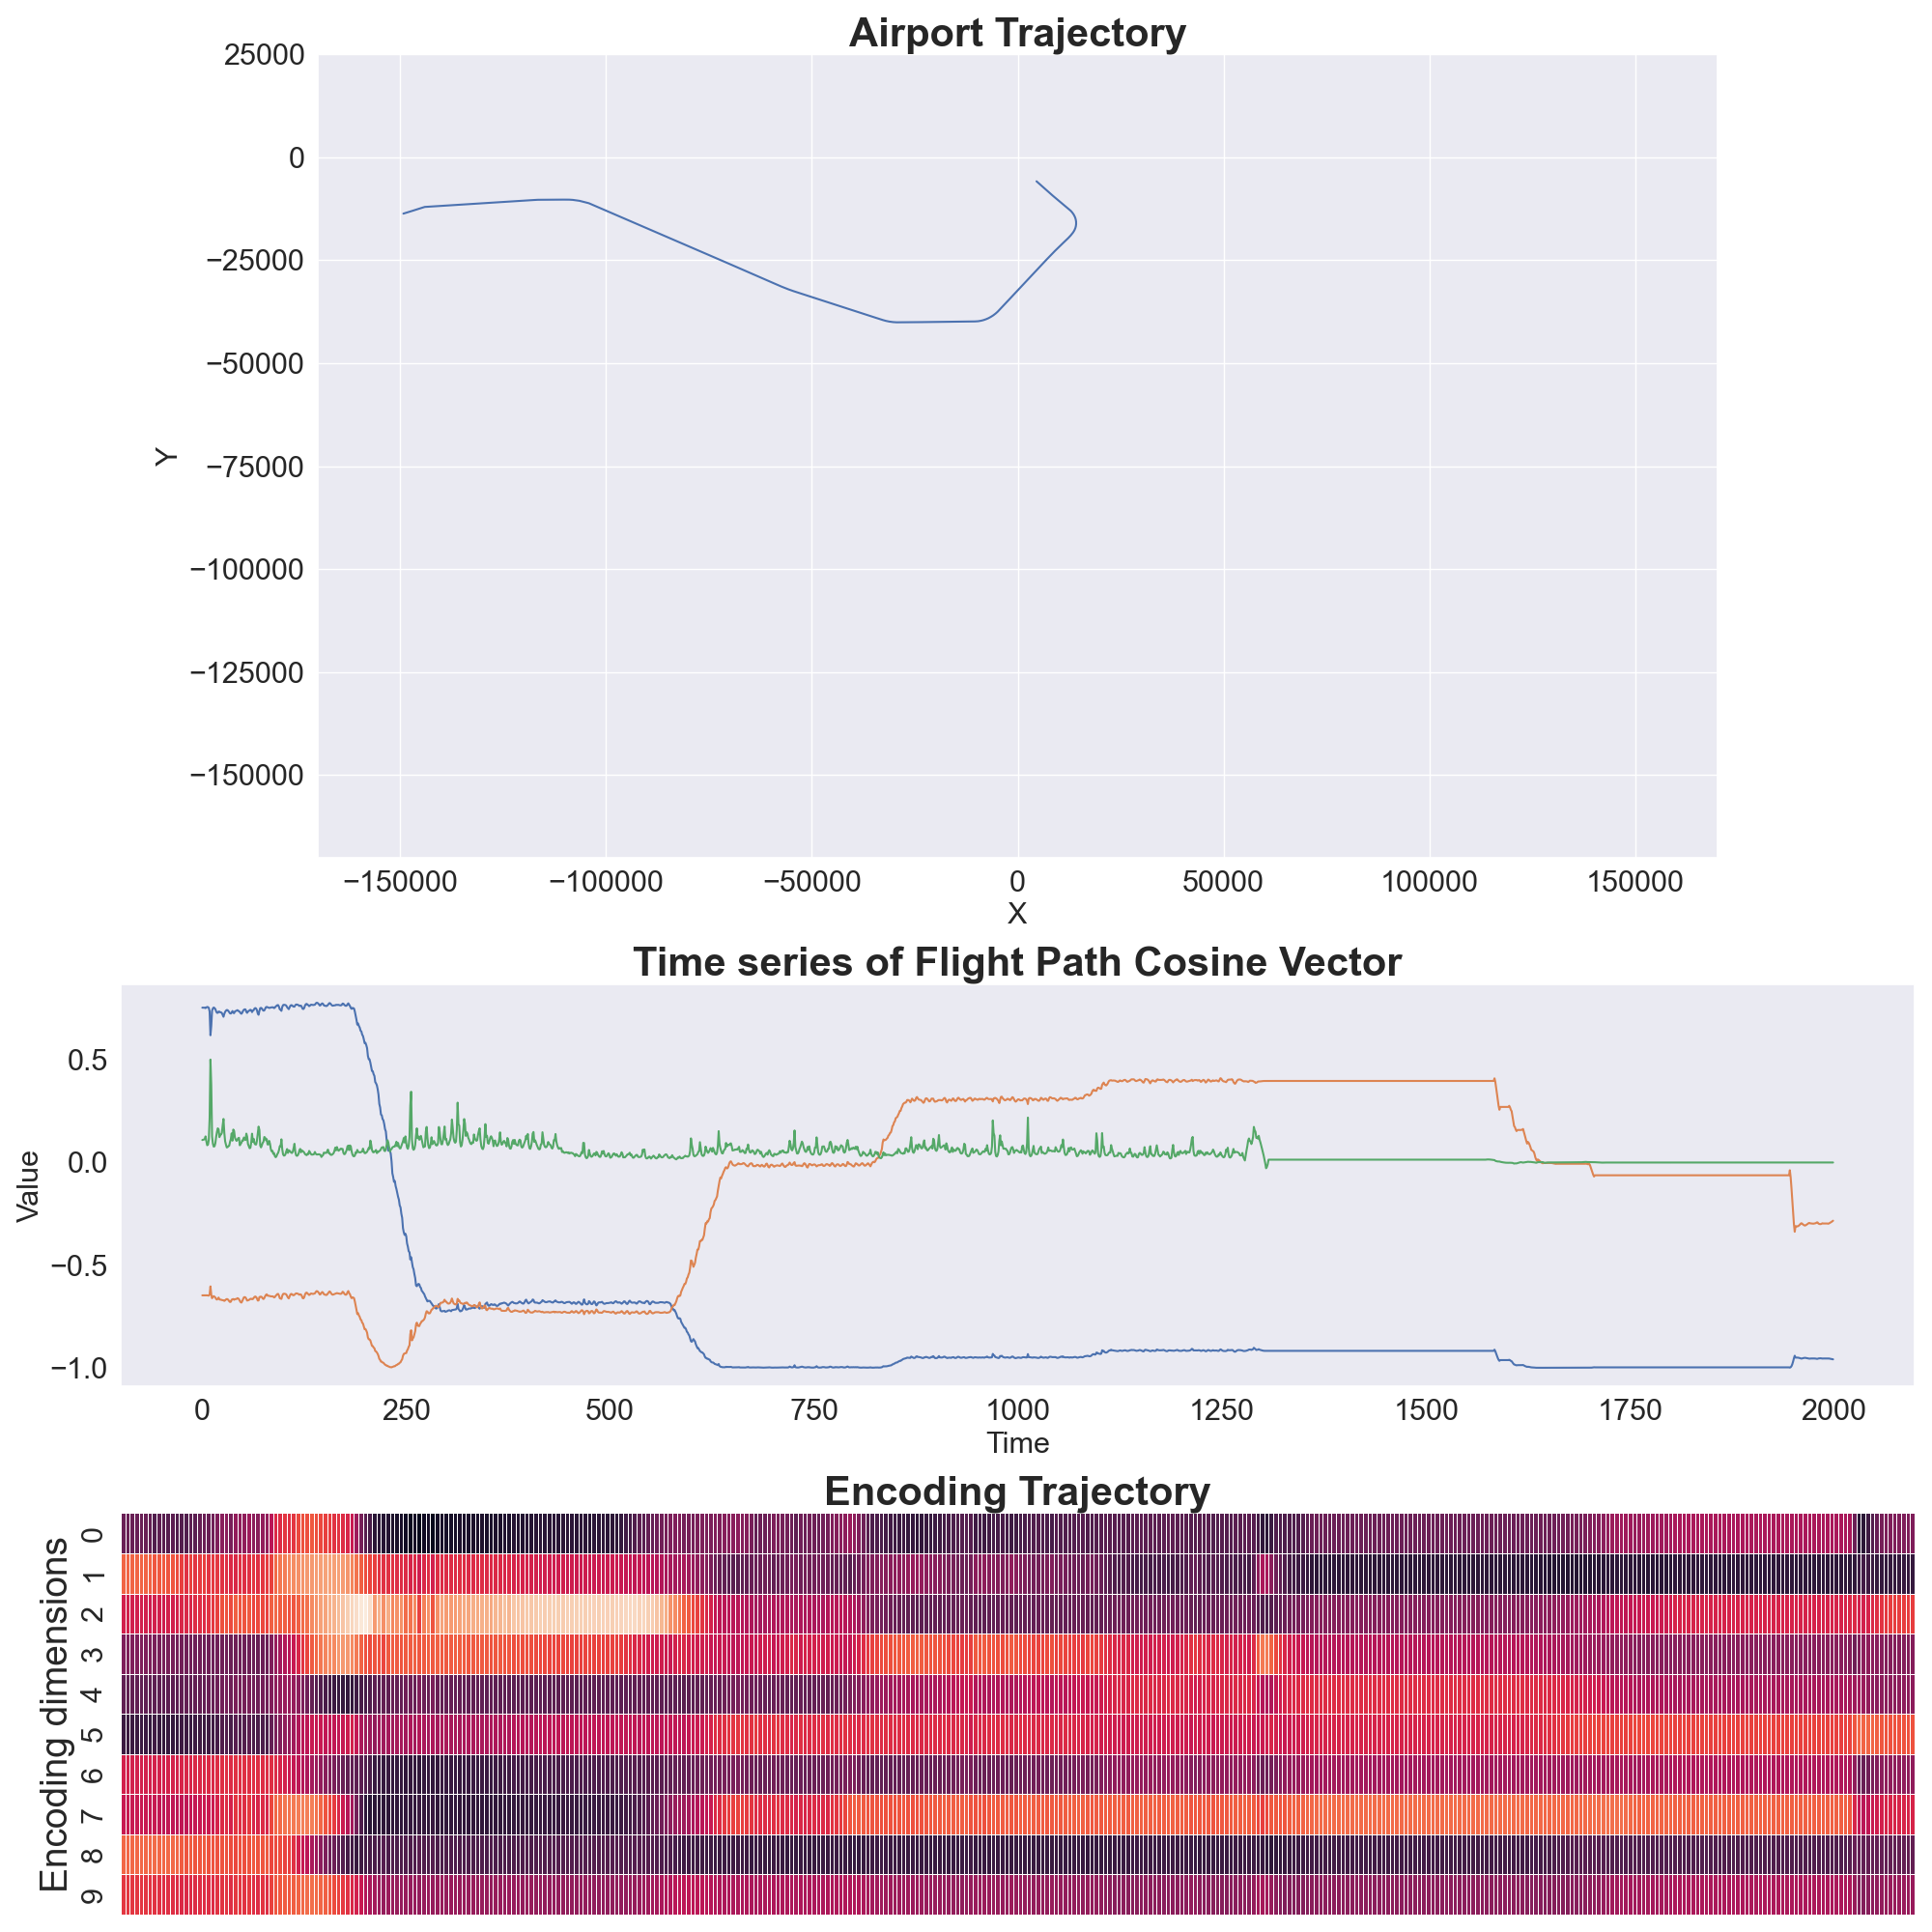 Airport Trajectory
25000
0
−25000
−50000
−75000
−100000
−125000
−150000
Y
−150000 −100000 −50000 0 50000 100000 150000
X
Time series of Flight Path Cosine Vector
0.5
0.0
−0.5
−1.0
Value
0 250 500 750 1000 1250 1500 1750 2000
Time
Encoding Trajectory
Encoding dimensions
0
1
2
3
4
5
6
7
8
9